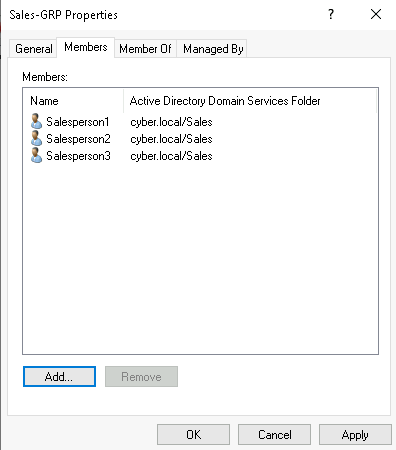 Sales-GRP Properties ? ×
General Members Member Of Managed By
Members:
Name Active Directory Domain Services Folder
Salesperson1 cyber.local/Sales
Salesperson2 cyber.local/Sales
Salesperson3 cyber.local/Sales
Add... Remove
OK Cancel Apply